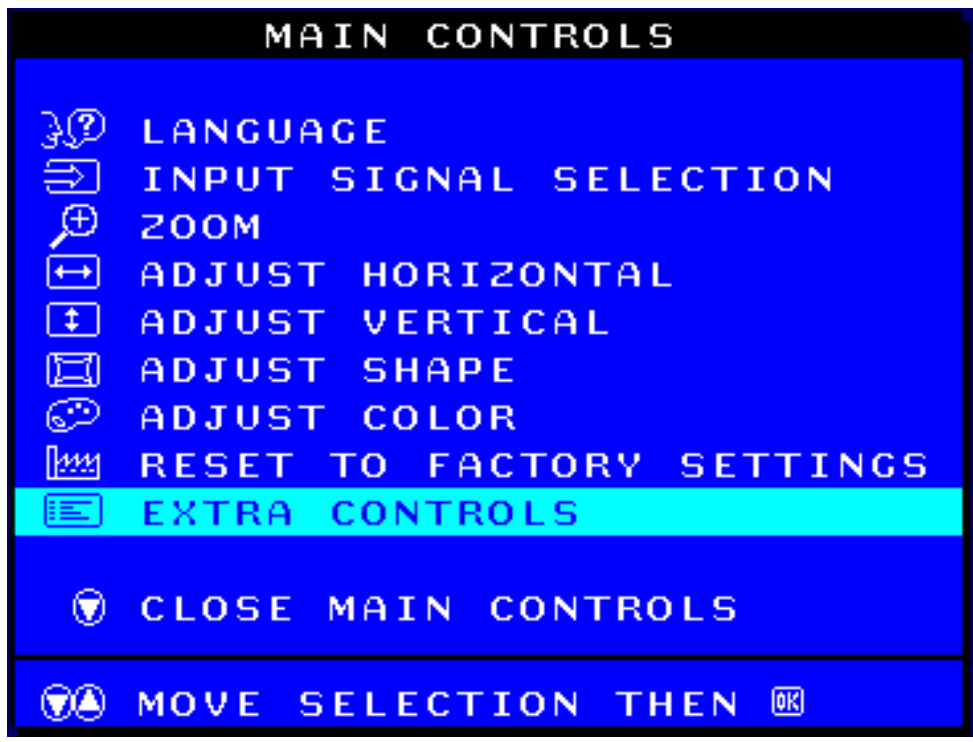 MAIN CONTROLS
LANGUAGE
INPUT SIGNAL SELECTION
ZOOM
ADJUST HORIZONTAL
ADJUST VERTICAL
ADJUST SHAPE
ADJUST COLOR
RESET TO FACTORY SETTINGS
EXTRA CONTROLS
CLOSE MAIN CONTROLS
MOVE SELECTION THEN OK